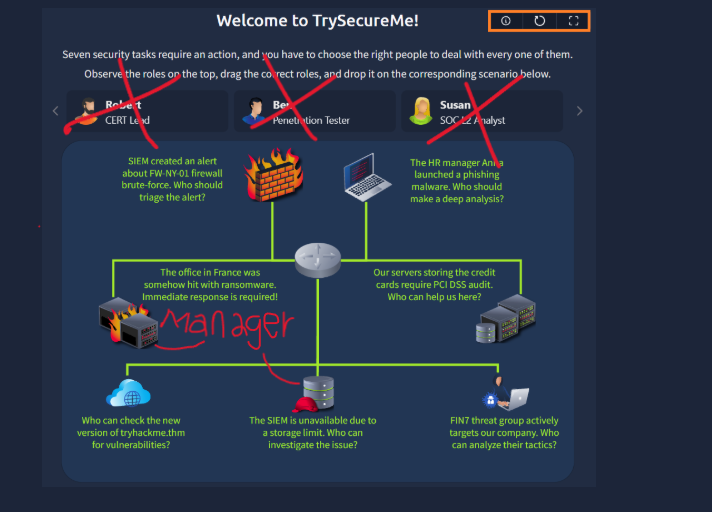 Welcome to TrySecureMe!
Seven security tasks require an action, and you have to choose the right people to deal with every one of them.
Observe the roles on the top, drag the correct roles, and drop it on the corresponding scenario below.
Robert
CERT Lead
Ben
Penetration Tester
Susan
SOC L2 Analyst
SIEM created an alert
about FW-NY-01 firewall
brute-force. Who should
triage the alert?
The HR manager Anna
launched a phishing
malware. Who should
make a deep analysis?
The office in France was
somehow hit with ransomware.
Immediate response is required!
Our servers storing the credit
cards require PCI DSS audit.
Who can help us here?
Manager
Who can check the new
version of tryhackme.thm
for vulnerabilities?
The SIEM is unavailable due to
a storage limit. Who can
investigate the issue?
FIN7 threat group actively
targets our company. Who
can analyze their tactics?